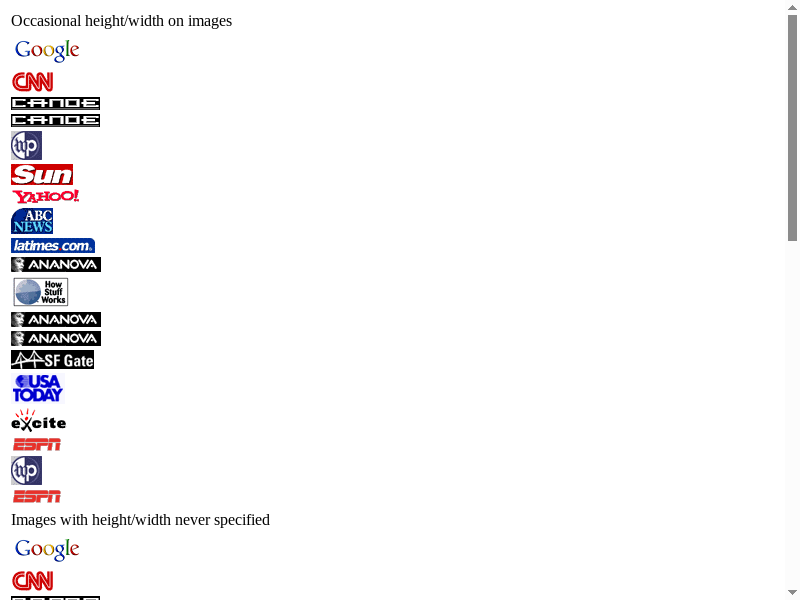 Occasional height/width on images
Google
CNN
CANOE
CANOE
wp
Sun
YAHOO!
ABC
NEWS
latimes.com
ANANOVA
How
Stuff
Works
ANANOVA
ANANOVA
SF Gate
USA
TODAY
excite
ESPN
wp
ESPN
Images with height/width never specified
Google
CNN